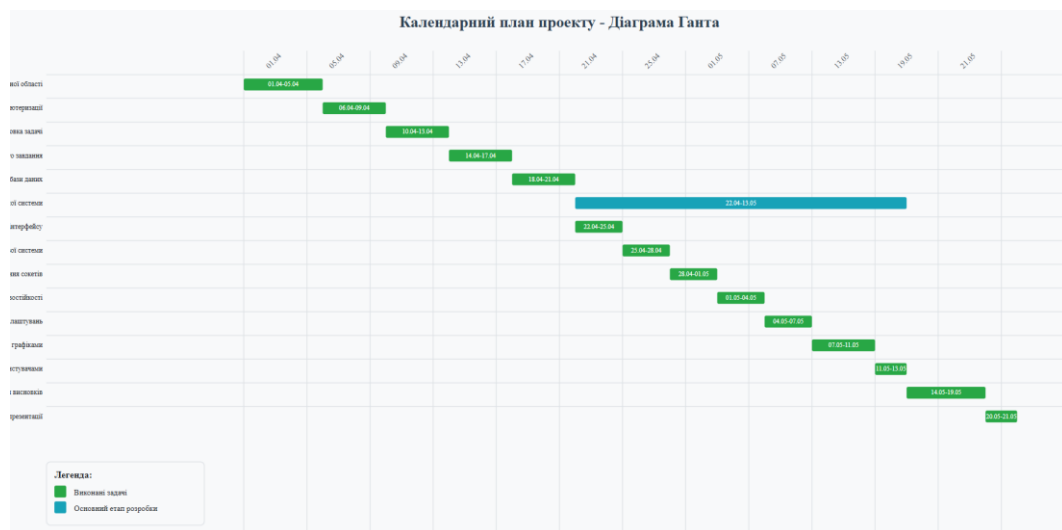 Календарний план проекту - Діаграма Ганта
01.04 05.04 09.04 13.04 17.04 21.04 25.04 01.05 07.05 13.05 19.05 21.05
ної області 01.04-05.04
ютеризації 06.04-09.04
овка задачі 10.04-13.04
о завдання 14.04-17.04
бази даних 18.04-21.04
ої системи 22.04-13.05
нтерфейсу 22.04-25.04
ої системи 25.04-28.04
ння сокетів 28.04-01.05
востійкості 01.05-04.05
лаштувань 04.05-07.05
графіками 07.05-11.05
истувачами 11.05-13.05
висновків 14.05-19.05
презентації 20.05-21.05
Легенда:
Виконані задачі
Основний етап розробки